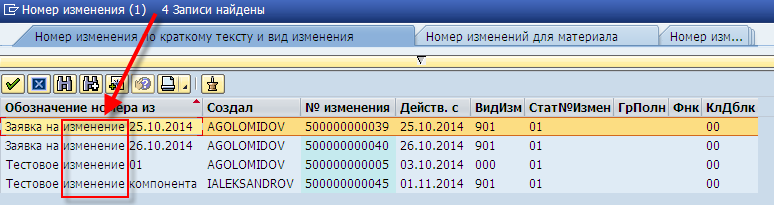 Номер изменения (1) 4 Записи найдены
Номер изменения по краткому тексту и вид изменения Номер изменений для материала Номер изм...
Обозначение номера из Создал № изменения Действ. с ВидИзм Стат№Измен ГрПолн Фнк КлДблк
Заявка на изменение 25.10.2014 AGOLOMIDOV 500000000039 25.10.2014 901 01 00
Заявка на изменение 26.10.2014 AGOLOMIDOV 500000000040 26.10.2014 901 01 00
Тестовое изменение 01 AGOLOMIDOV 500000000005 03.10.2014 000 01 00
Тестовое изменение компонента IALEKSANDROV 500000000045 01.11.2014 901 01 00